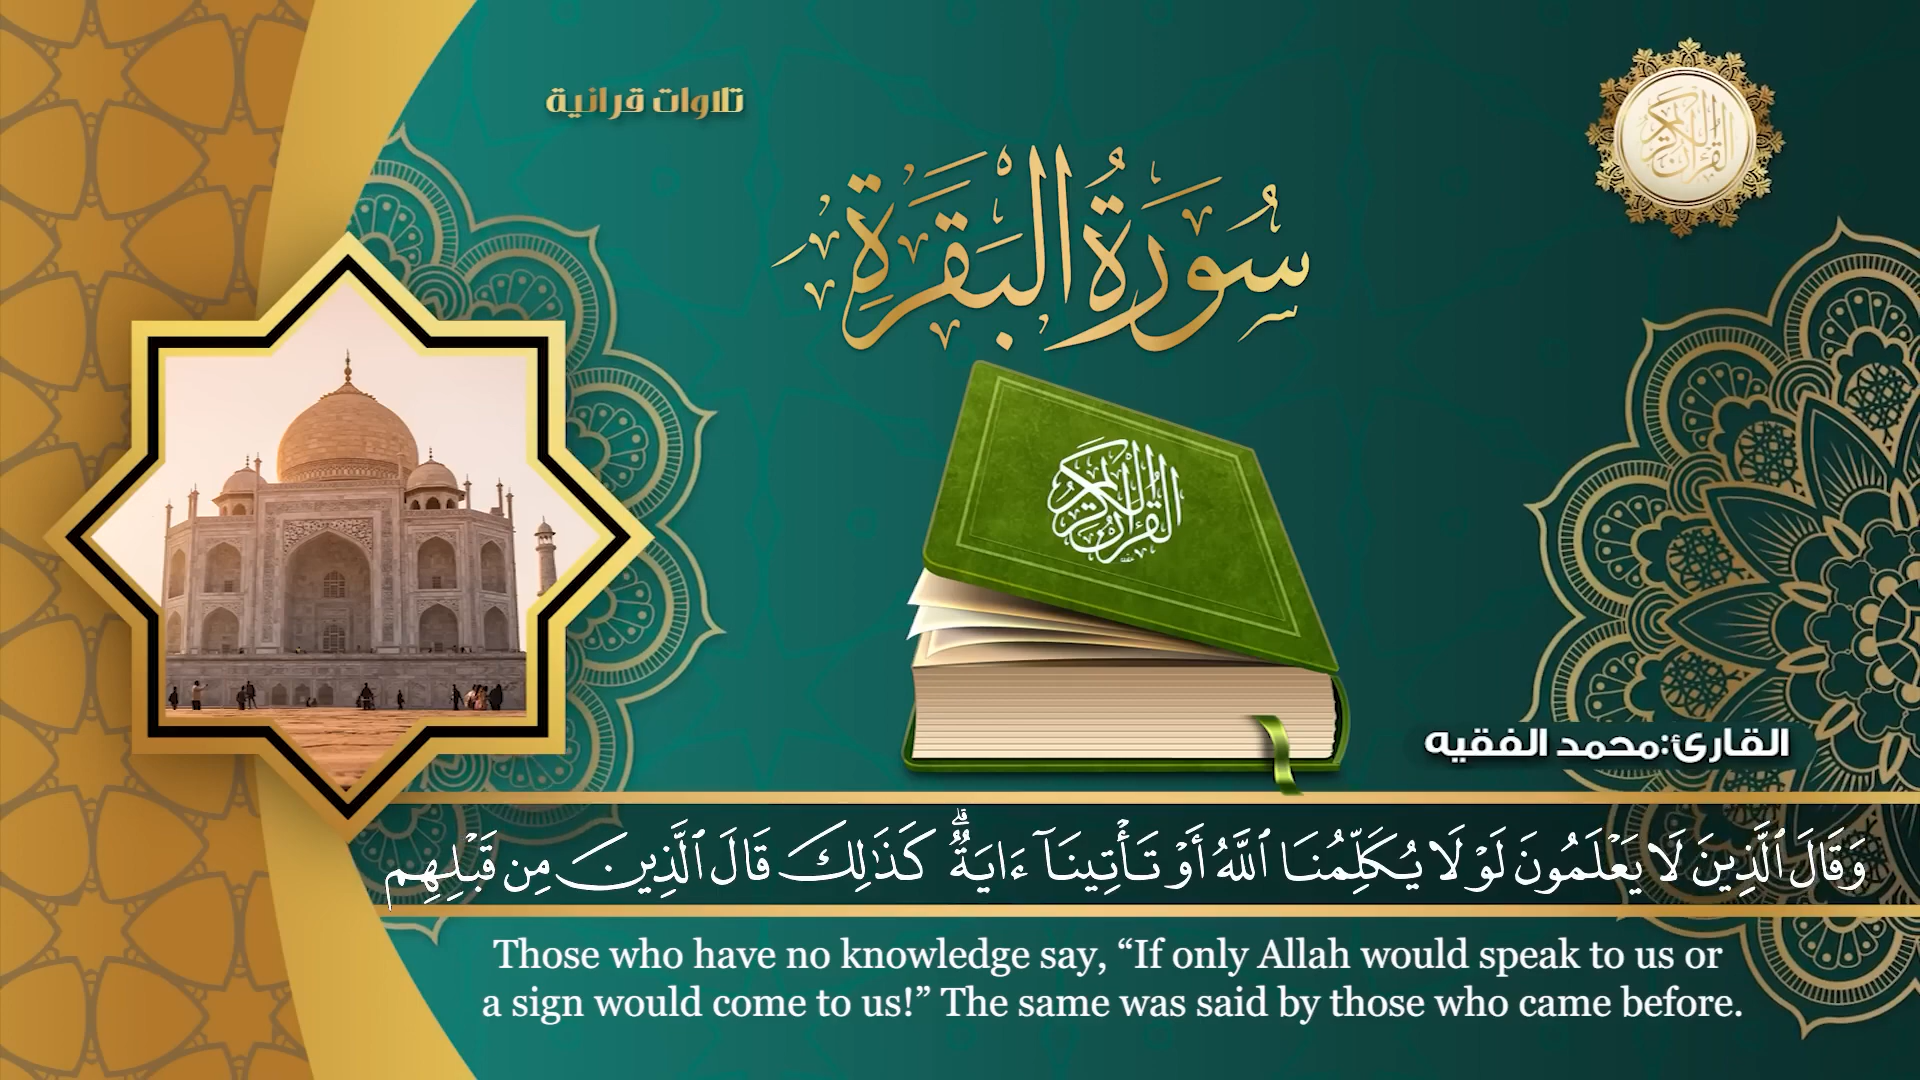 تلاوات قرانية
القرآن الكريم
سُورَةُ البَقَرَةِ
القرآن الكريم
القارئ:محمد الفقيه
وَقَالَ ٱلَّذِينَ لَا يَعْلَمُونَ لَوْلَا يُكَلِّمُنَا ٱللَّهُ أَوْ تَأْتِينَآ ءَايَةٌۗ كَذَٰلِكَ قَالَ ٱلَّذِينَ مِن قَبْلِهِم
Those who have no knowledge say, “If only Allah would speak to us or
a sign would come to us!” The same was said by those who came before.